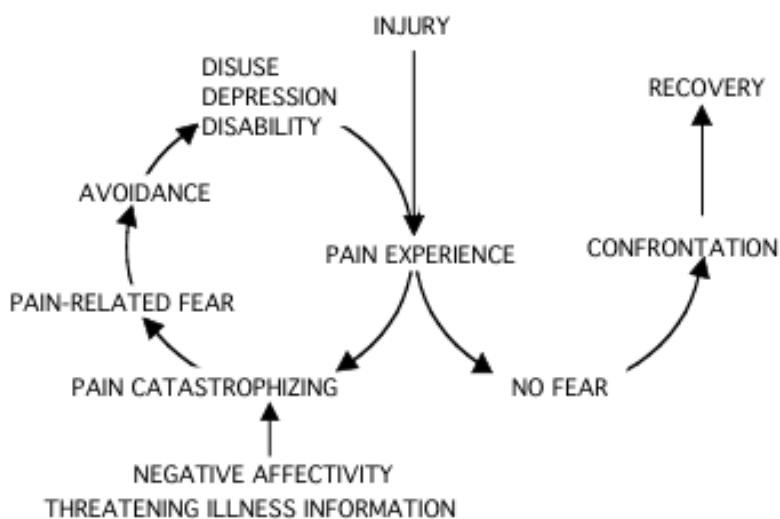 INJURY
DISUSE
DEPRESSION
DISABILITY
RECOVERY
AVOIDANCE
PAIN EXPERIENCE
CONFRONTATION
PAIN-RELATED FEAR
PAIN CATASTROPHIZING
NO FEAR
NEGATIVE AFFECTIVITY
THREATENING ILLNESS INFORMATION